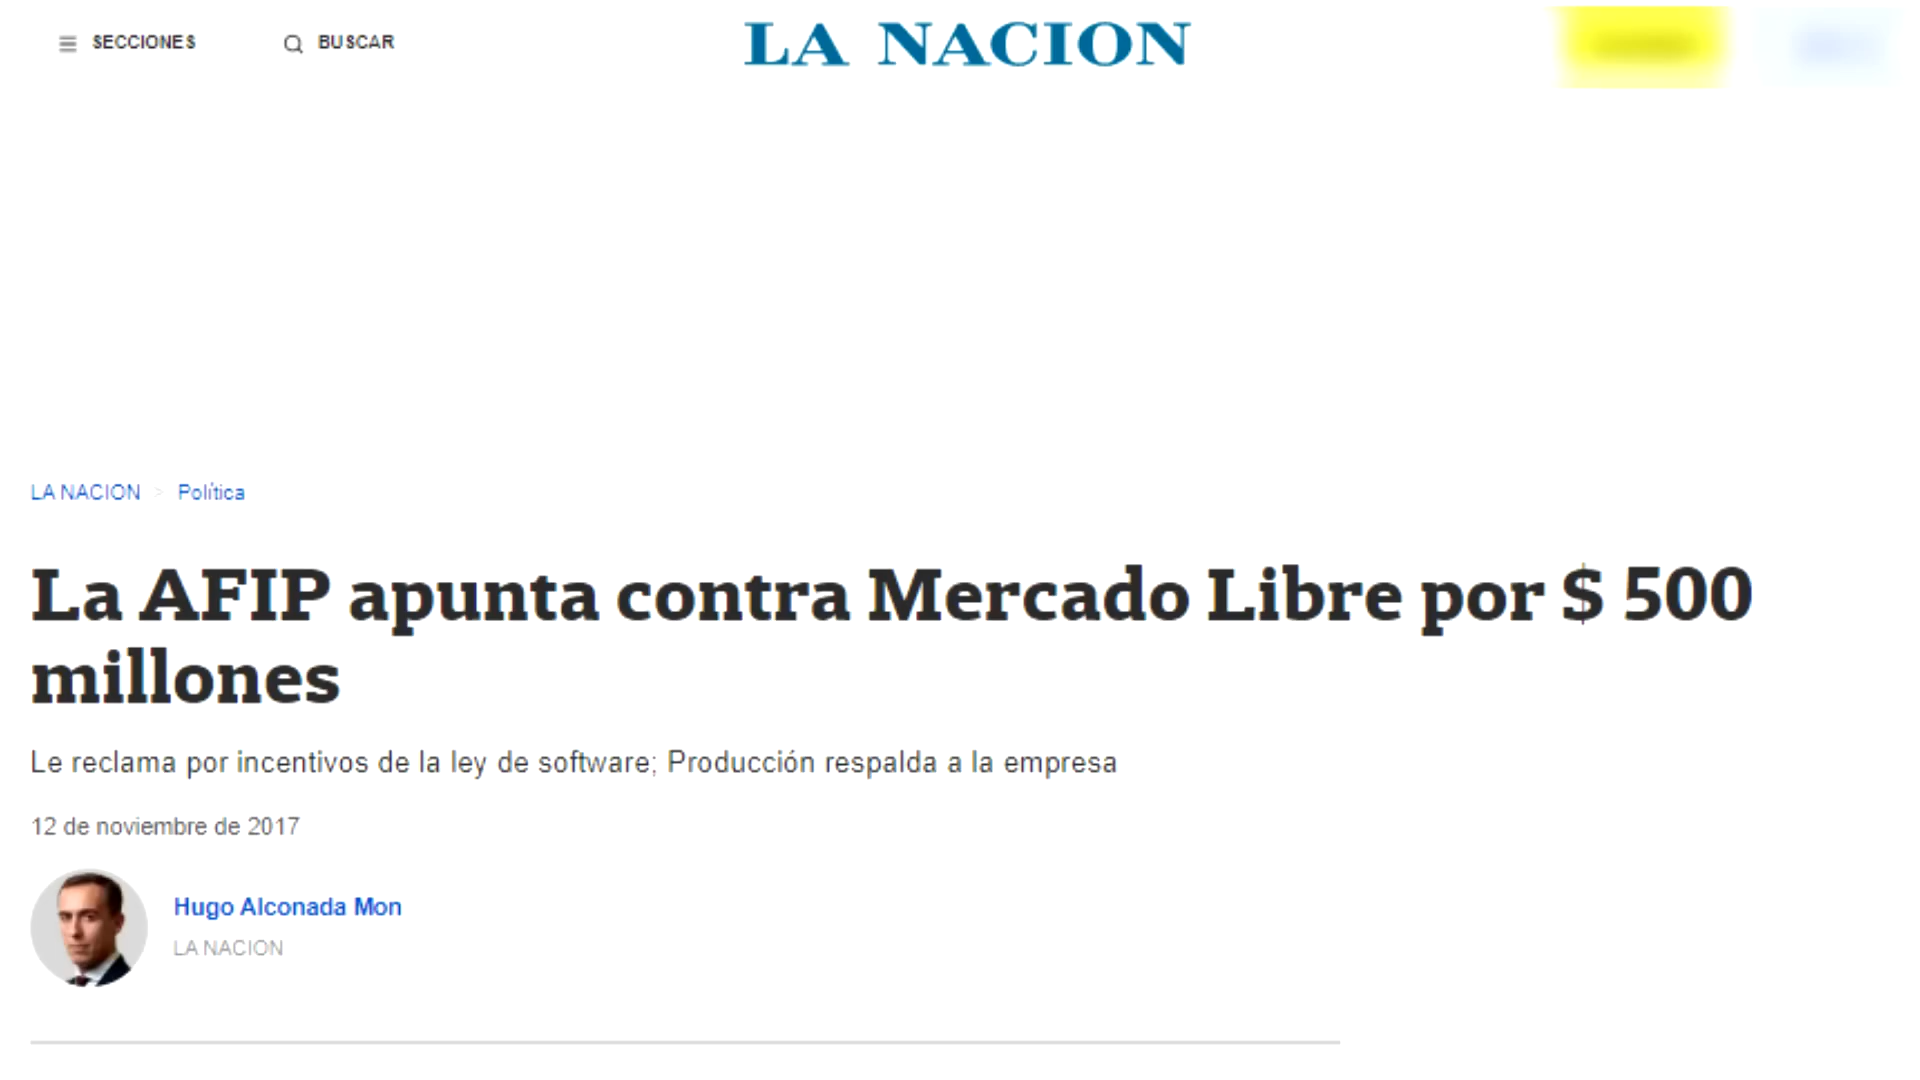 SECCIONES
BUSCAR
LA NACION
LA NACION > Política
La AFIP apunta contra Mercado Libre por $ 500
millones
Le reclama por incentivos de la ley de software; Producción respalda a la empresa
12 de noviembre de 2017
Hugo Alconada Mon
LA NACION